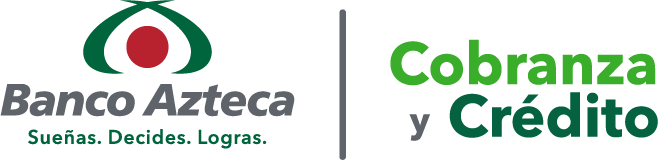 Banco Azteca
Sueñas. Decides. Logras.
Cobranza
y Crédito